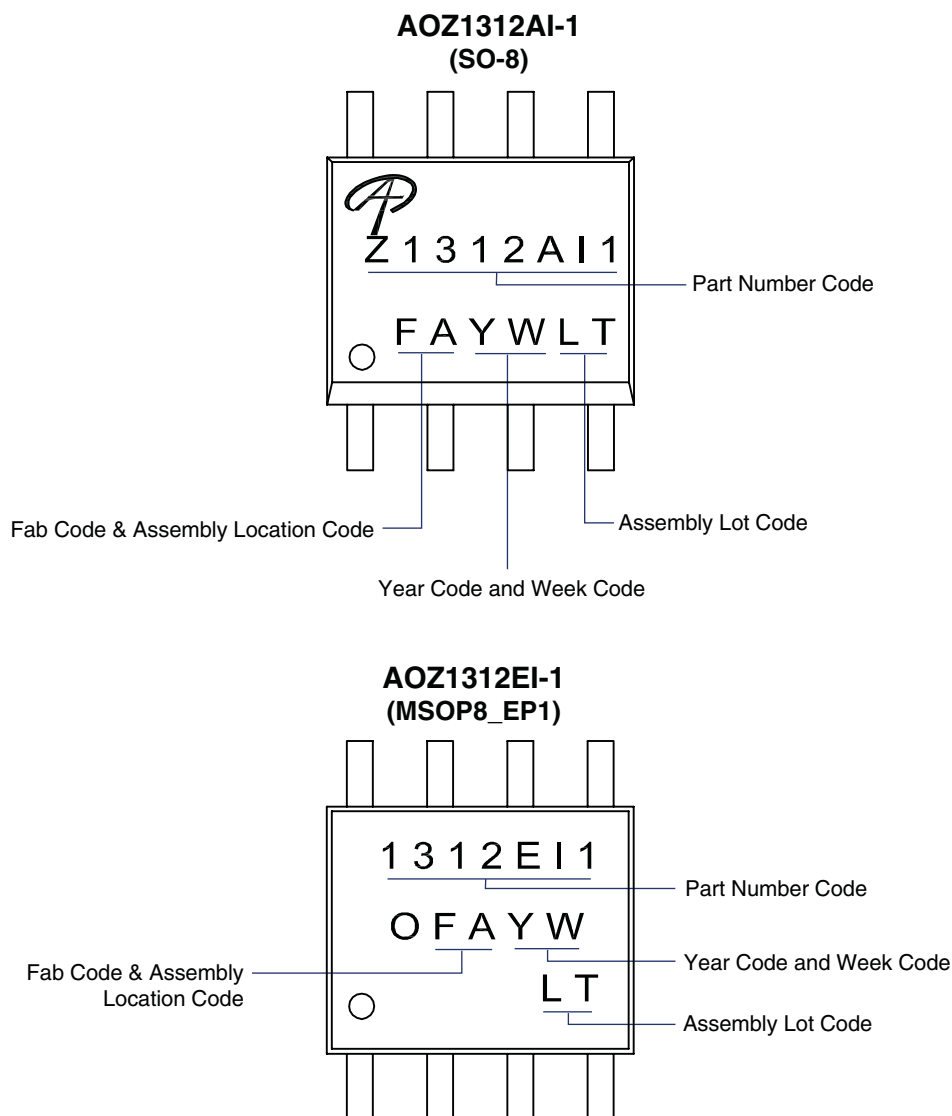 AOZ1312AI-1
(SO-8)
Z1312AI1
Part Number Code
FAYWLT
Fab Code & Assembly Location Code
Assembly Lot Code
Year Code and Week Code
AOZ1312EI-1
(MSOP8_EP1)
1312EI1
Part Number Code
OFAYW
Fab Code & Assembly
Location Code
Year Code and Week Code
LT
Assembly Lot Code